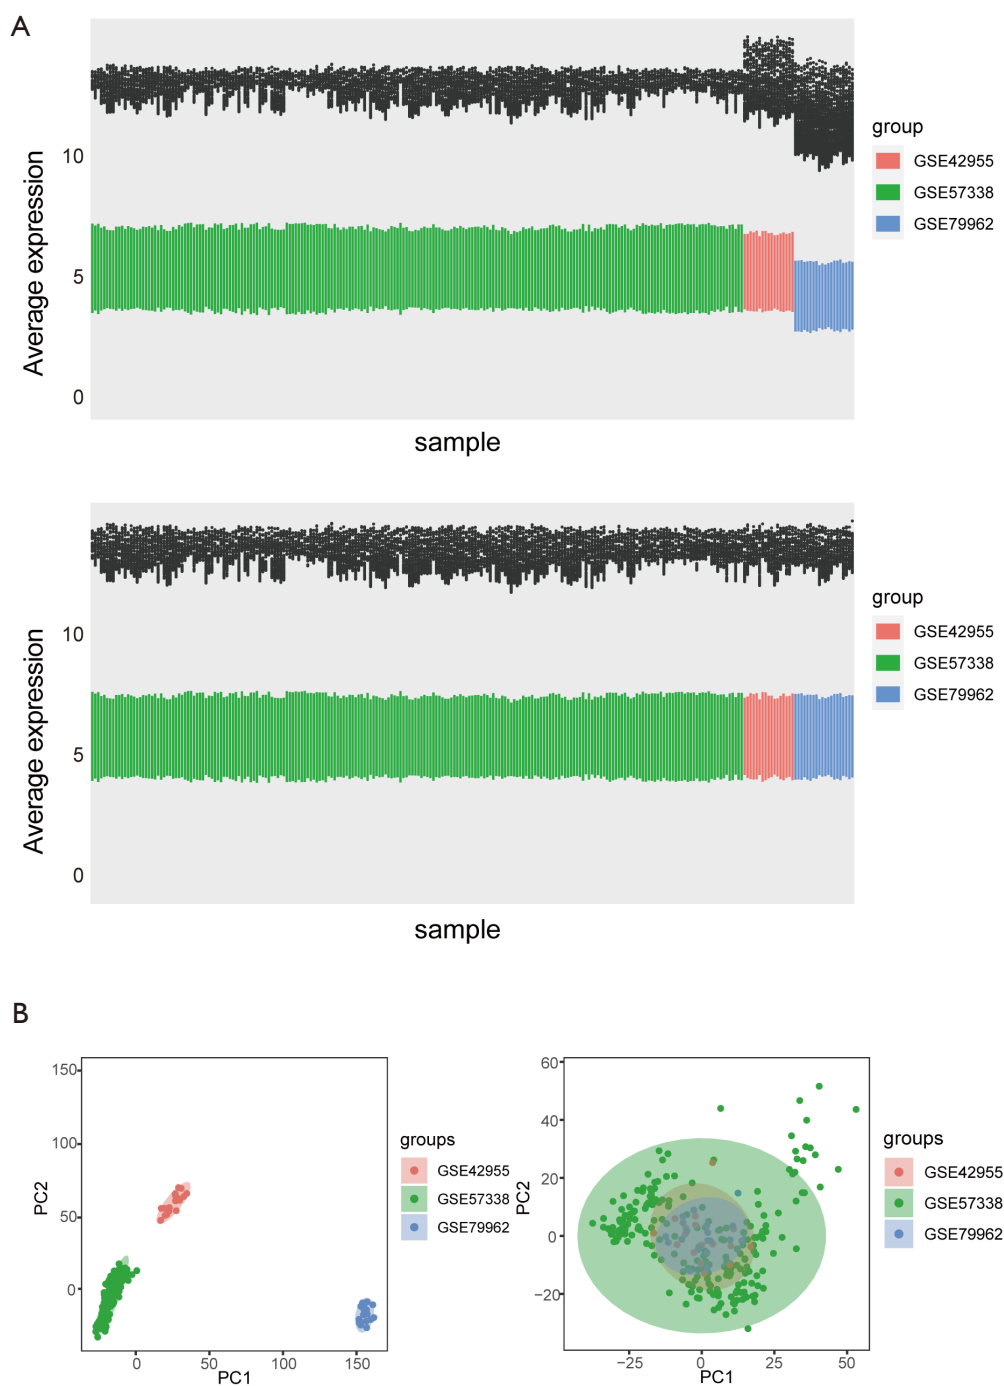 A
Average expression
10
5
0
sample
group
GSE42955
GSE57338
GSE79962
Average expression
10
5
0
sample
group
GSE42955
GSE57338
GSE79962
B
PC2
150
100
50
0
0 50 100 150
PC1
groups
GSE42955
GSE57338
GSE79962
PC2
60
40
20
0
−20
−25 0 25 50
PC1
groups
GSE42955
GSE57338
GSE79962